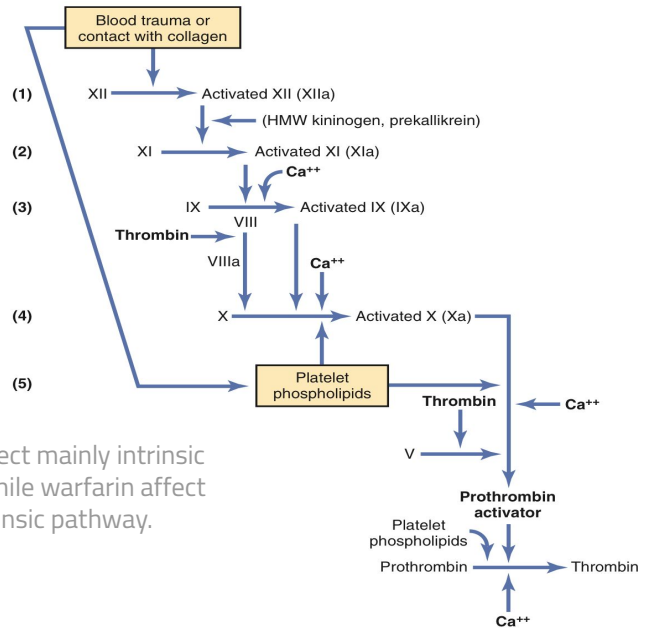 Blood trauma or
contact with collagen
(1)
XII
Activated XII (XIIa)
(HMW kininogen, prekallikrein)
(2)
XI
Activated XI (XIa)
Ca++
(3)
IX
Activated IX (IXa)
VIII
Thrombin
VIIIa
Ca++
(4)
X
Activated X (Xa)
(5)
Platelet
phospholipids
Thrombin
Ca++
V
ect mainly intrinsic
hile warfarin affect
insic pathway.
Prothrombin
activator
Platelet
phospholipids
Prothrombin
Thrombin
Ca++